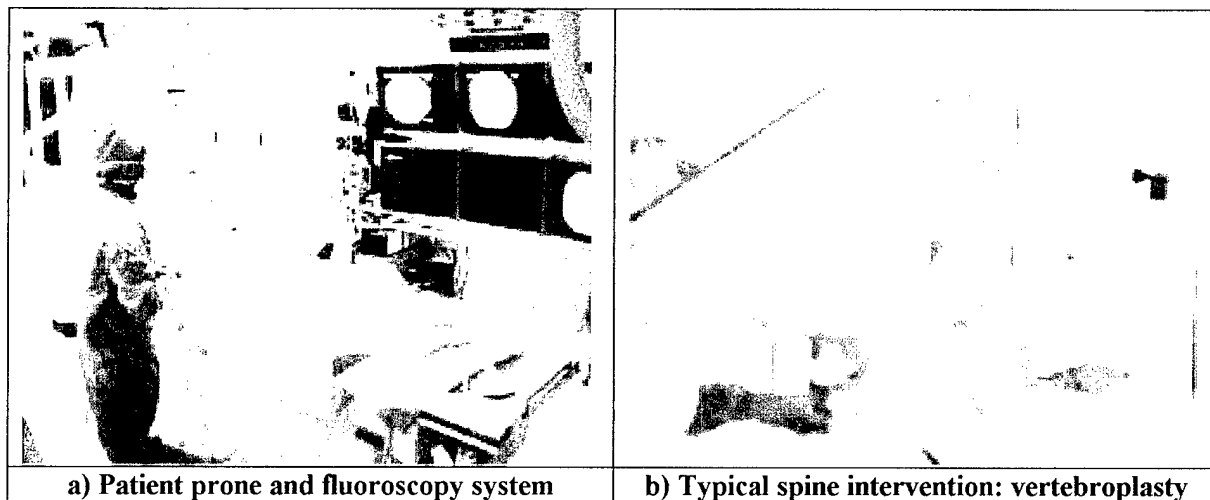 a) Patient prone and fluoroscopy system
b) Typical spine intervention: vertebroplasty